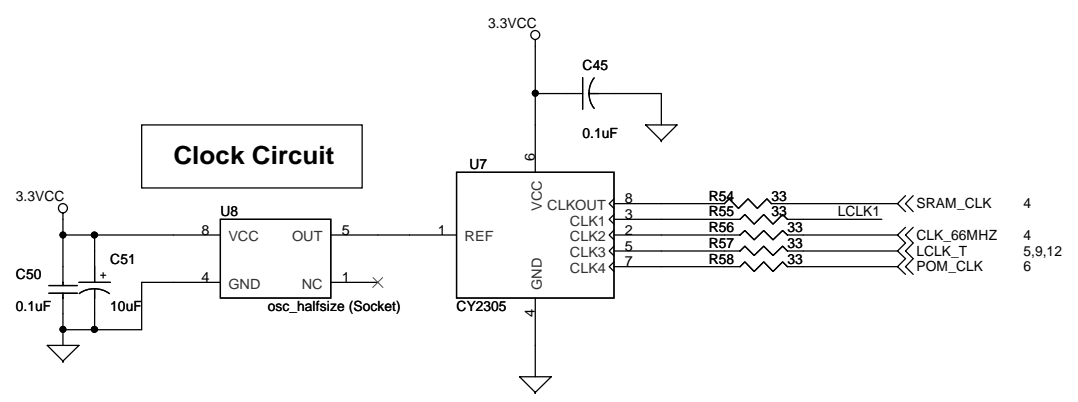 3.3VCC
C45
0.1uF
Clock Circuit
U7
6
VCC
3.3VCC
U8
8 VCC OUT 5
4 GND NC 1
osc_halfsize (Socket)
C50
0.1uF
C51
+
10uF
1 REF
CLKOUT 8 R54 33 SRAM_CLK 4
CLK1 3 R55 33 LCLK1
CLK2 2 R56 33 CLK_66MHZ 4
CLK3 5 R57 33 LCLK_T 5,9,12
CLK4 7 R58 33 POM_CLK 6
GND
CY2305
4